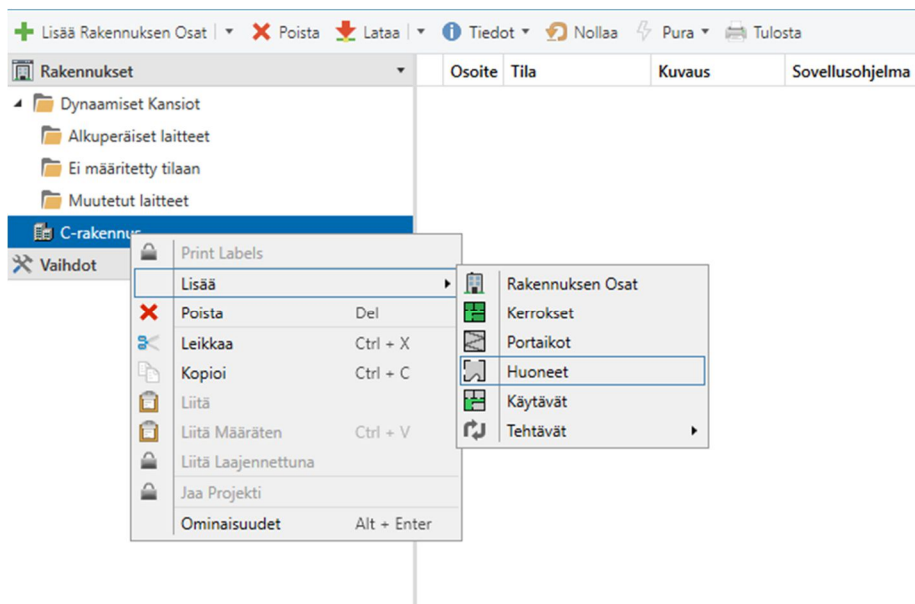 Lisää Rakennuksen Osat Poista Lataa Tiedot Nollaa Pura Tulosta
Rakennukset Osoite Tila Kuvaus Sovellusohjelma
Dynaamiset Kansiot
Alkuperäiset laitteet
Ei määritetty tilaan
Muutetut laitteet
C-rakennus
Vaihdot
Print Labels
Lisää
Poista Del
Leikkaa Ctrl + X
Kopioi Ctrl + C
Liitä
Liitä Määräten Ctrl + V
Liitä Laajennettuna
Jaa Projekti
Ominaisuudet Alt + Enter
Rakennuksen Osat
Kerrokset
Portaikot
Huoneet
Käytävät
Tehtävät